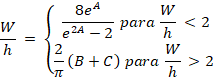 W/h = { 8e^A / (e^{2A} − 2) para W/h < 2
2/π (B + C) para W/h > 2